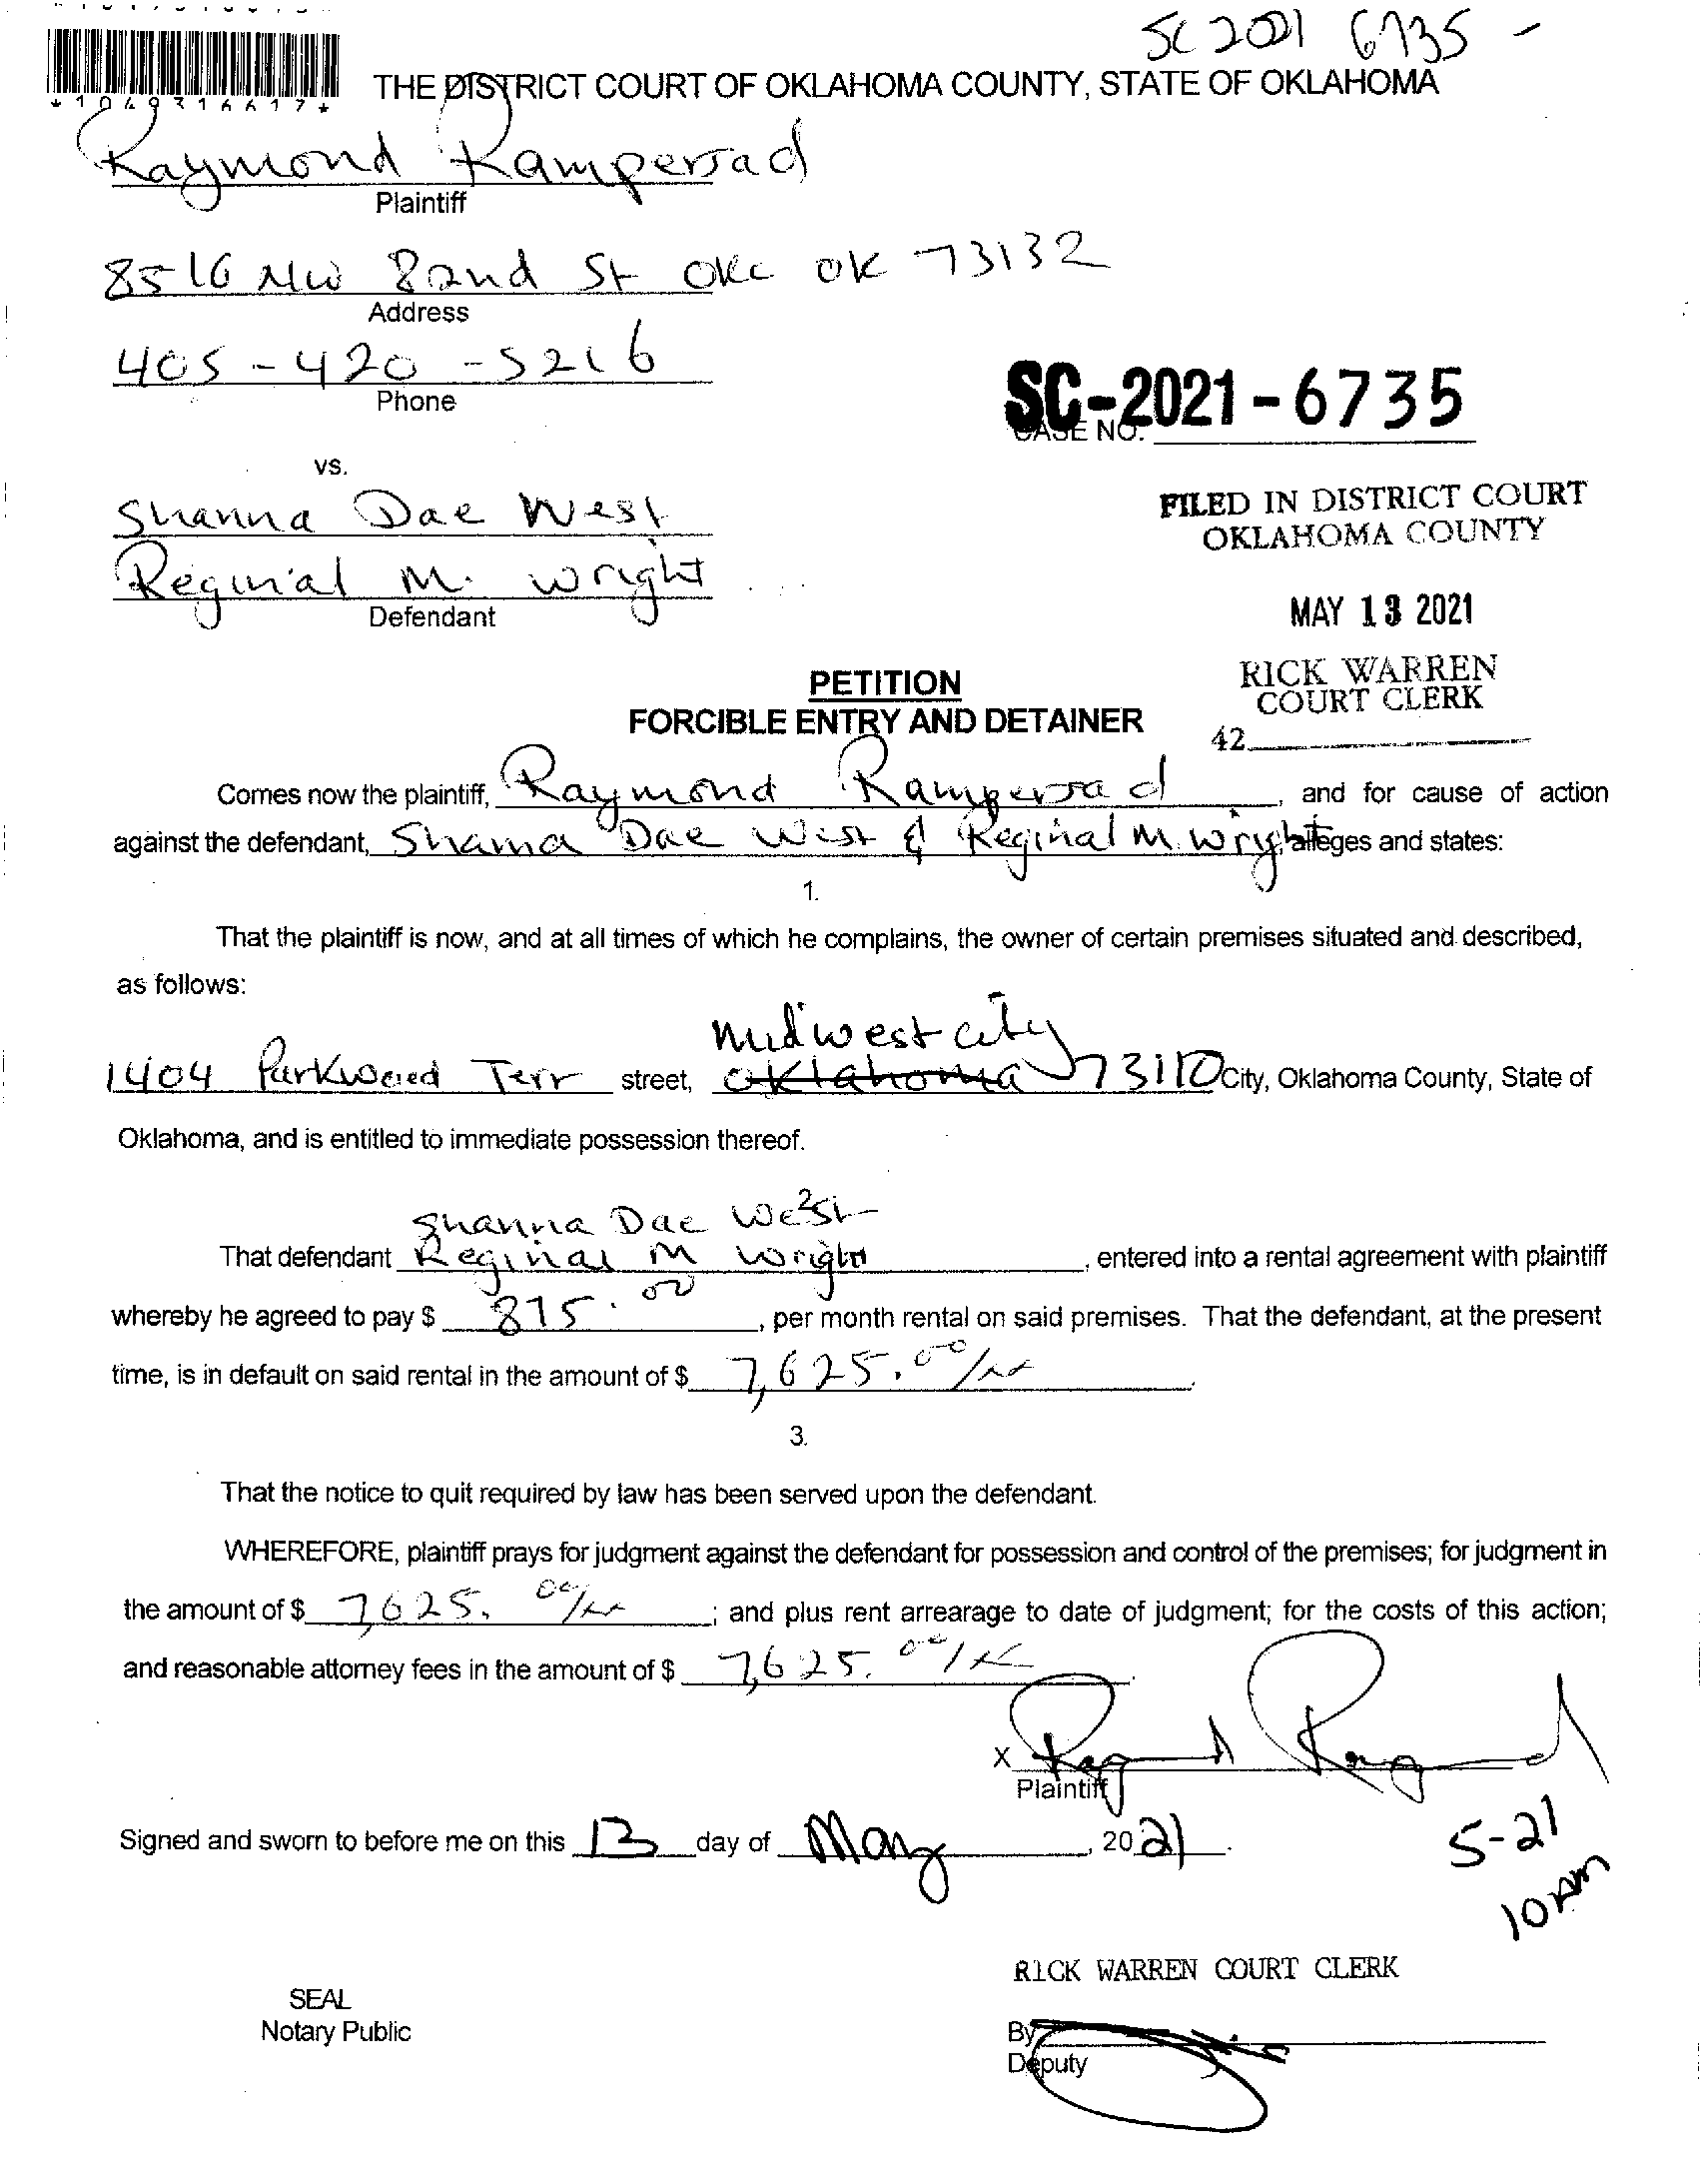 SC 2021 6735 -
*1049316617*
THE DISTRICT COURT OF OKLAHOMA COUNTY, STATE OF OKLAHOMA
Raymond Rampersad
Plaintiff
8516 NW 82nd St OKC OK 73132
Address
405-420-5216
Phone
SC-2021-6735
CASE NO.
vs.
Shanna Dae West
FILED IN DISTRICT COURT
OKLAHOMA COUNTY
Reginal M. Wright
Defendant
MAY 13 2021
RICK WARREN
COURT CLERK
42
PETITION
FORCIBLE ENTRY AND DETAINER
Comes now the plaintiff, Raymond Rampersad, and for cause of action
against the defendant, Shanna Dae West & Reginal M. Wright alleges and states:
1.
That the plaintiff is now, and at all times of which he complains, the owner of certain premises situated and described,
as follows:
Midwest city
1404 Parkwood Terr street, Oklahoma 73110 City, Oklahoma County, State of
Oklahoma, and is entitled to immediate possession thereof.
2.
Shanna Dae West
That defendant Reginal M Wright, entered into a rental agreement with plaintiff
whereby he agreed to pay $ 875.00, per month rental on said premises. That the defendant, at the present
time, is in default on said rental in the amount of $ 7,625.00/xx.
3.
That the notice to quit required by law has been served upon the defendant.
WHEREFORE, plaintiff prays for judgment against the defendant for possession and control of the premises; for judgment in
the amount of $ 7,625.00/xx; and plus rent arrearage to date of judgment; for the costs of this action;
and reasonable attorney fees in the amount of $ 7,625.00/xx.
X Raymond Rampersad
Plaintiff
Signed and sworn to before me on this 13 day of May, 2021.
5-21
10 AM
RICK WARREN COURT CLERK
SEAL
Notary Public
By
Deputy